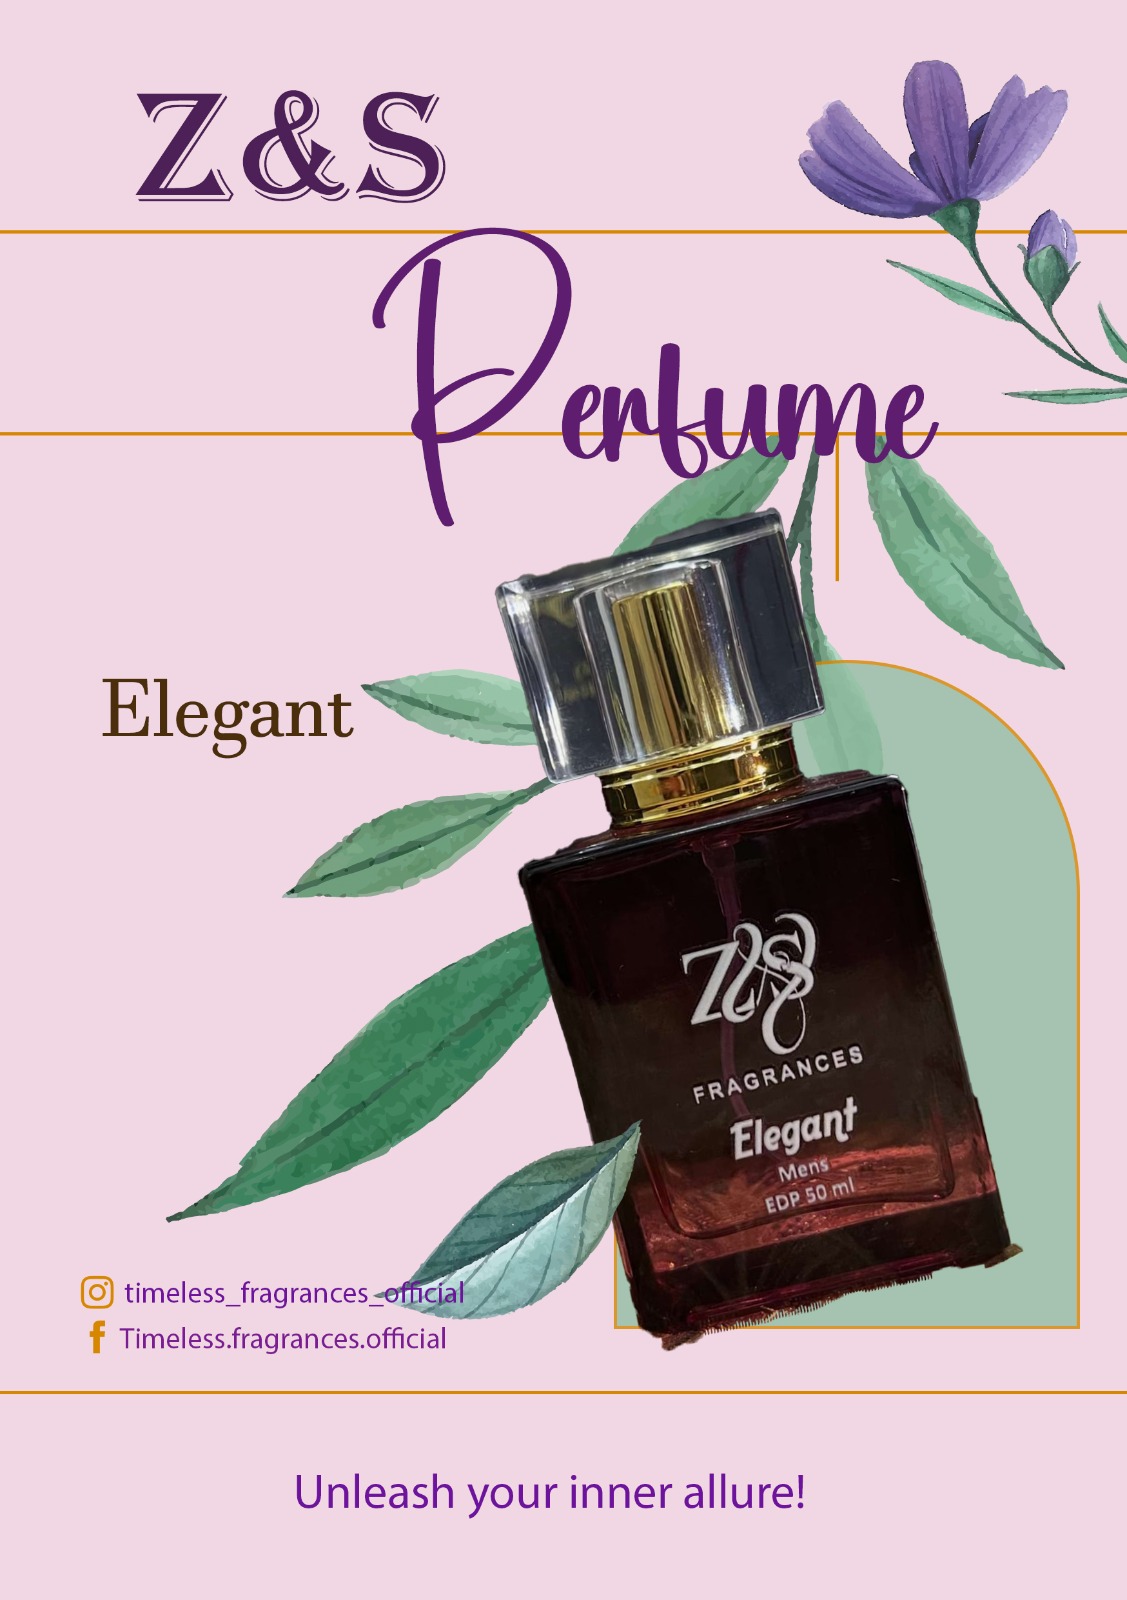 Z&S
Perfume
Elegant
Z&S
FRAGRANCES
Elegant
Mens
EDP 50 ml
timeless_fragrances_official
Timeless.fragrances.official
Unleash your inner allure!